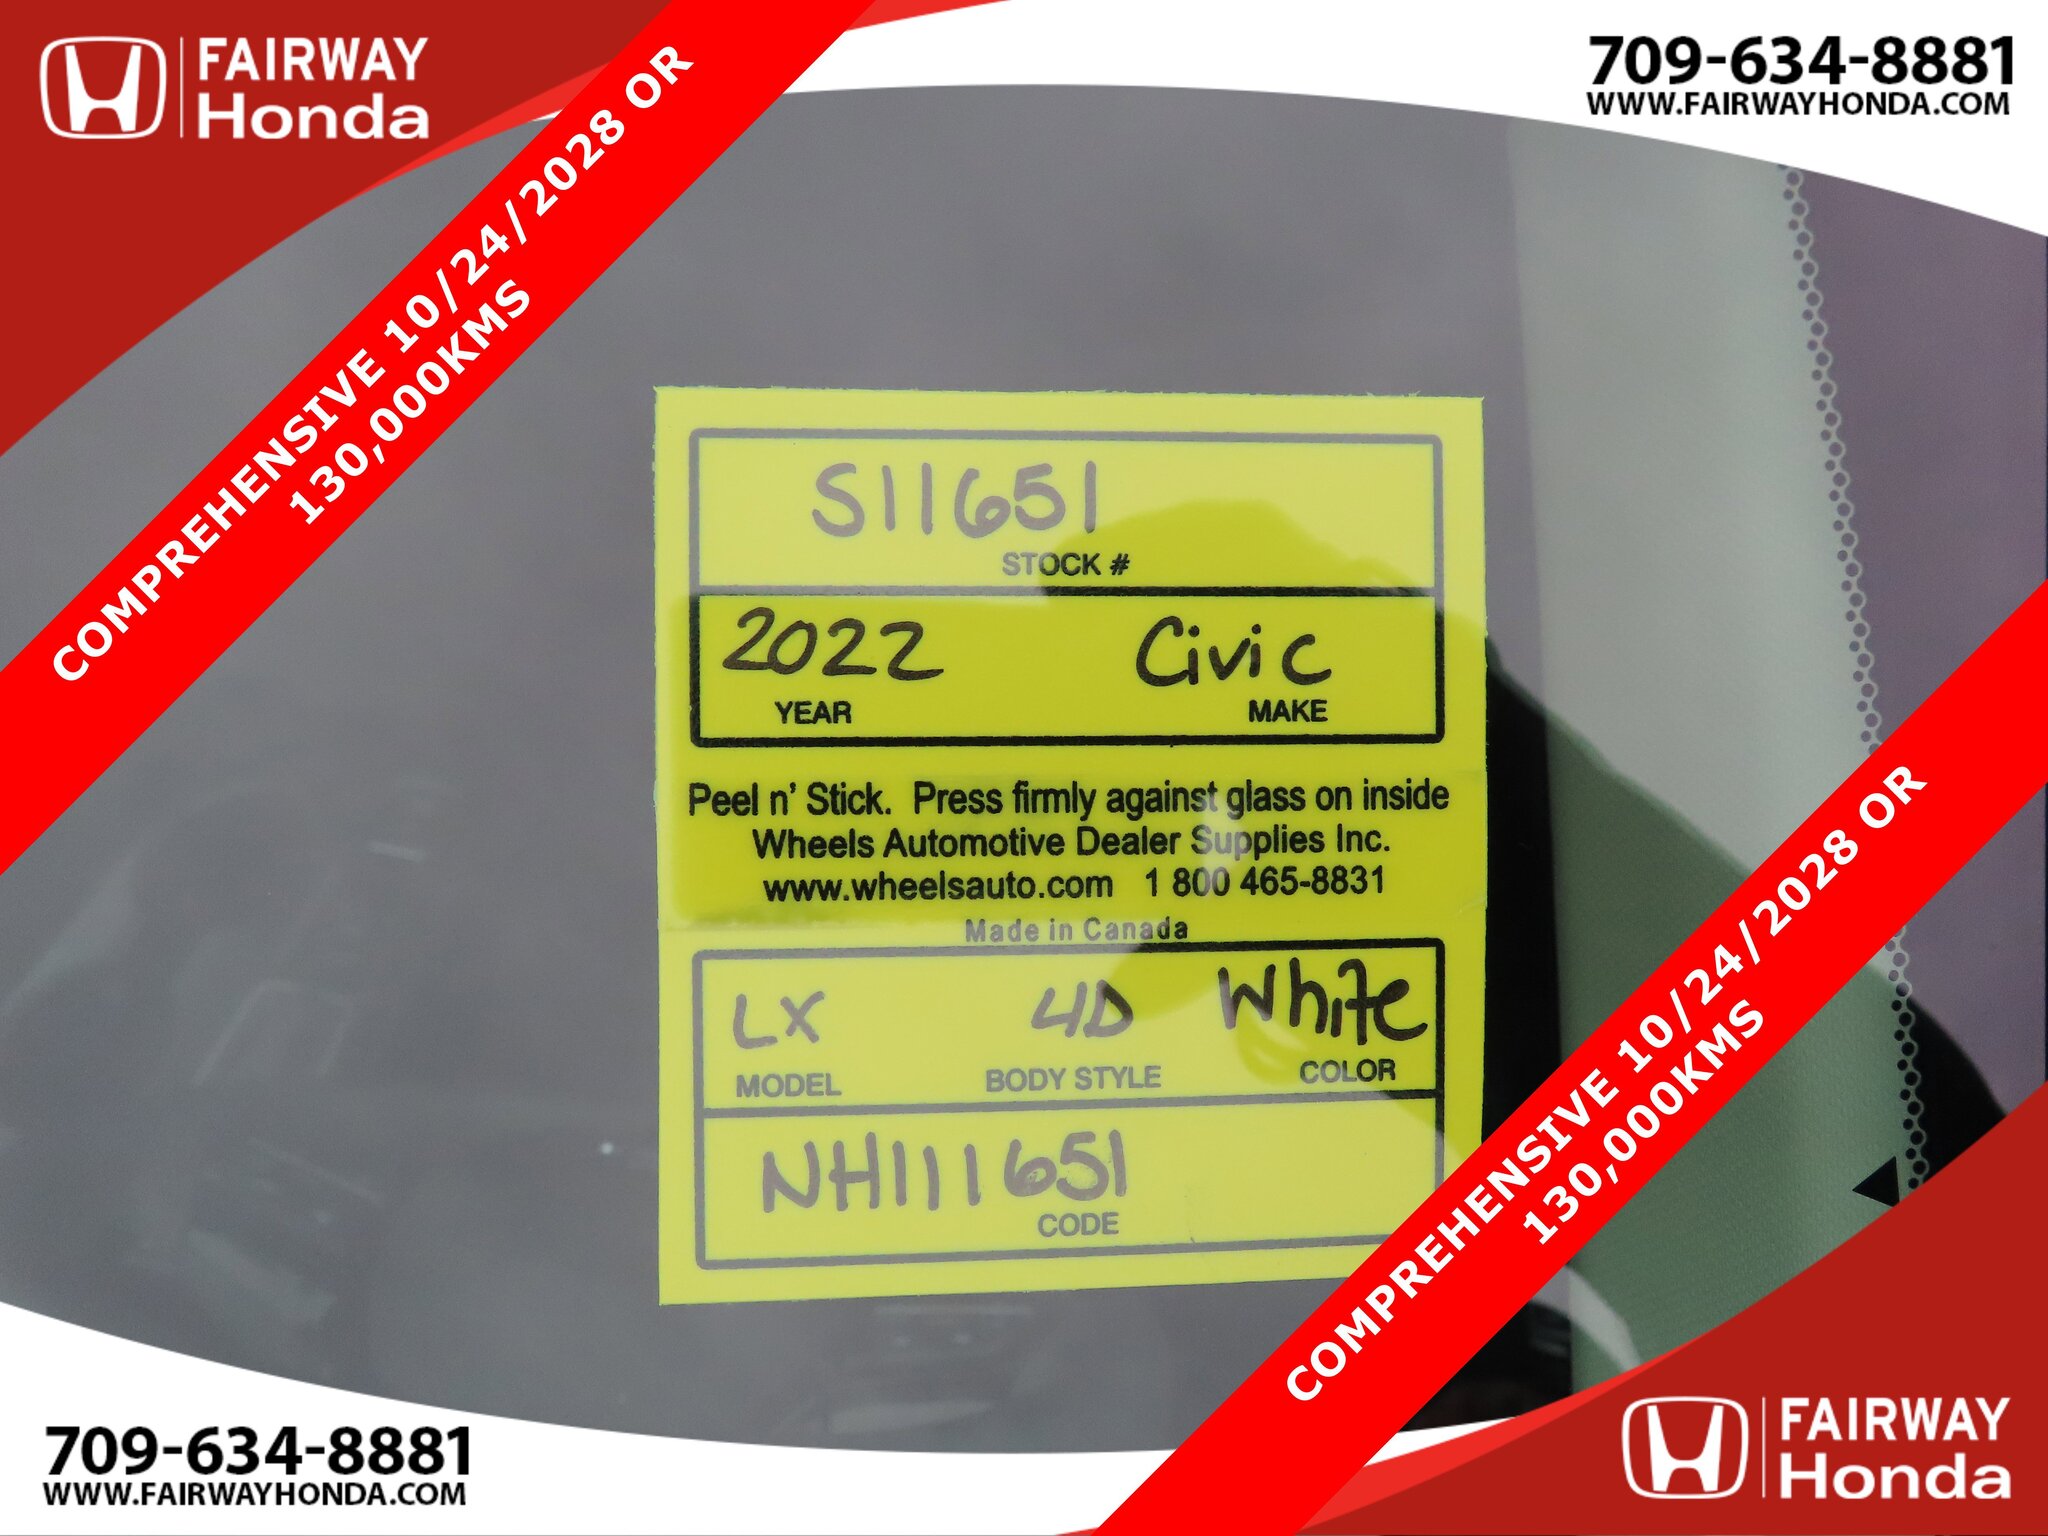 FAIRWAY
Honda
709-634-8881
WWW.FAIRWAYHONDA.COM
COMPREHENSIVE 10/24/2028 OR
130,000KMS
S11651
STOCK #
2022 Civic
YEAR MAKE
Peel n' Stick. Press firmly against glass on inside
Wheels Automotive Dealer Supplies Inc.
www.wheelsauto.com 1 800 465-8831
Made in Canada
LX 4D White
MODEL BODY STYLE COLOR
NH111651
CODE
COMPREHENSIVE 10/24/2028 OR
130,000KMS
709-634-8881
WWW.FAIRWAYHONDA.COM
FAIRWAY
Honda